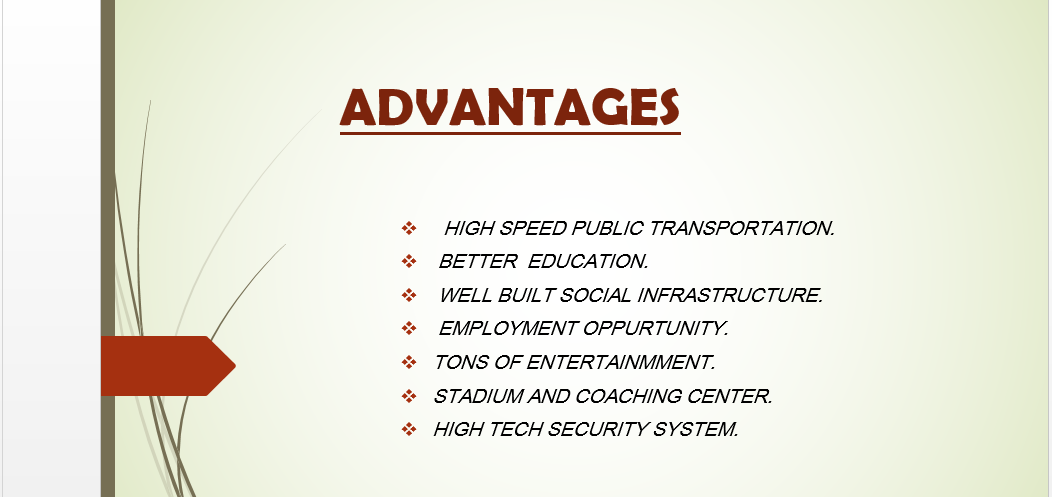 ADVANTAGES
HIGH SPEED PUBLIC TRANSPORTATION.
BETTER EDUCATION.
WELL BUILT SOCIAL INFRASTRUCTURE.
EMPLOYMENT OPPURTUNITY.
TONS OF ENTERTAINMMENT.
STADIUM AND COACHING CENTER.
HIGH TECH SECURITY SYSTEM.